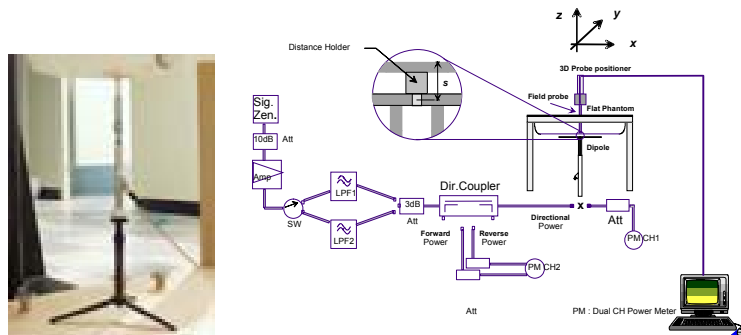 z
y
x
Distance Holder
s
3D Probe positioner
Field probe
Flat Phantom
Sig.
Zen.
10dB
Att
Dipole
Amp
LPF1
SW
LPF2
3dB
Att
Dir.Coupler
Forward
Power
Reverse
Power
Directional
Power
x
Att
PM
CH1
PM
CH2
Att
PM : Dual CH Power Meter